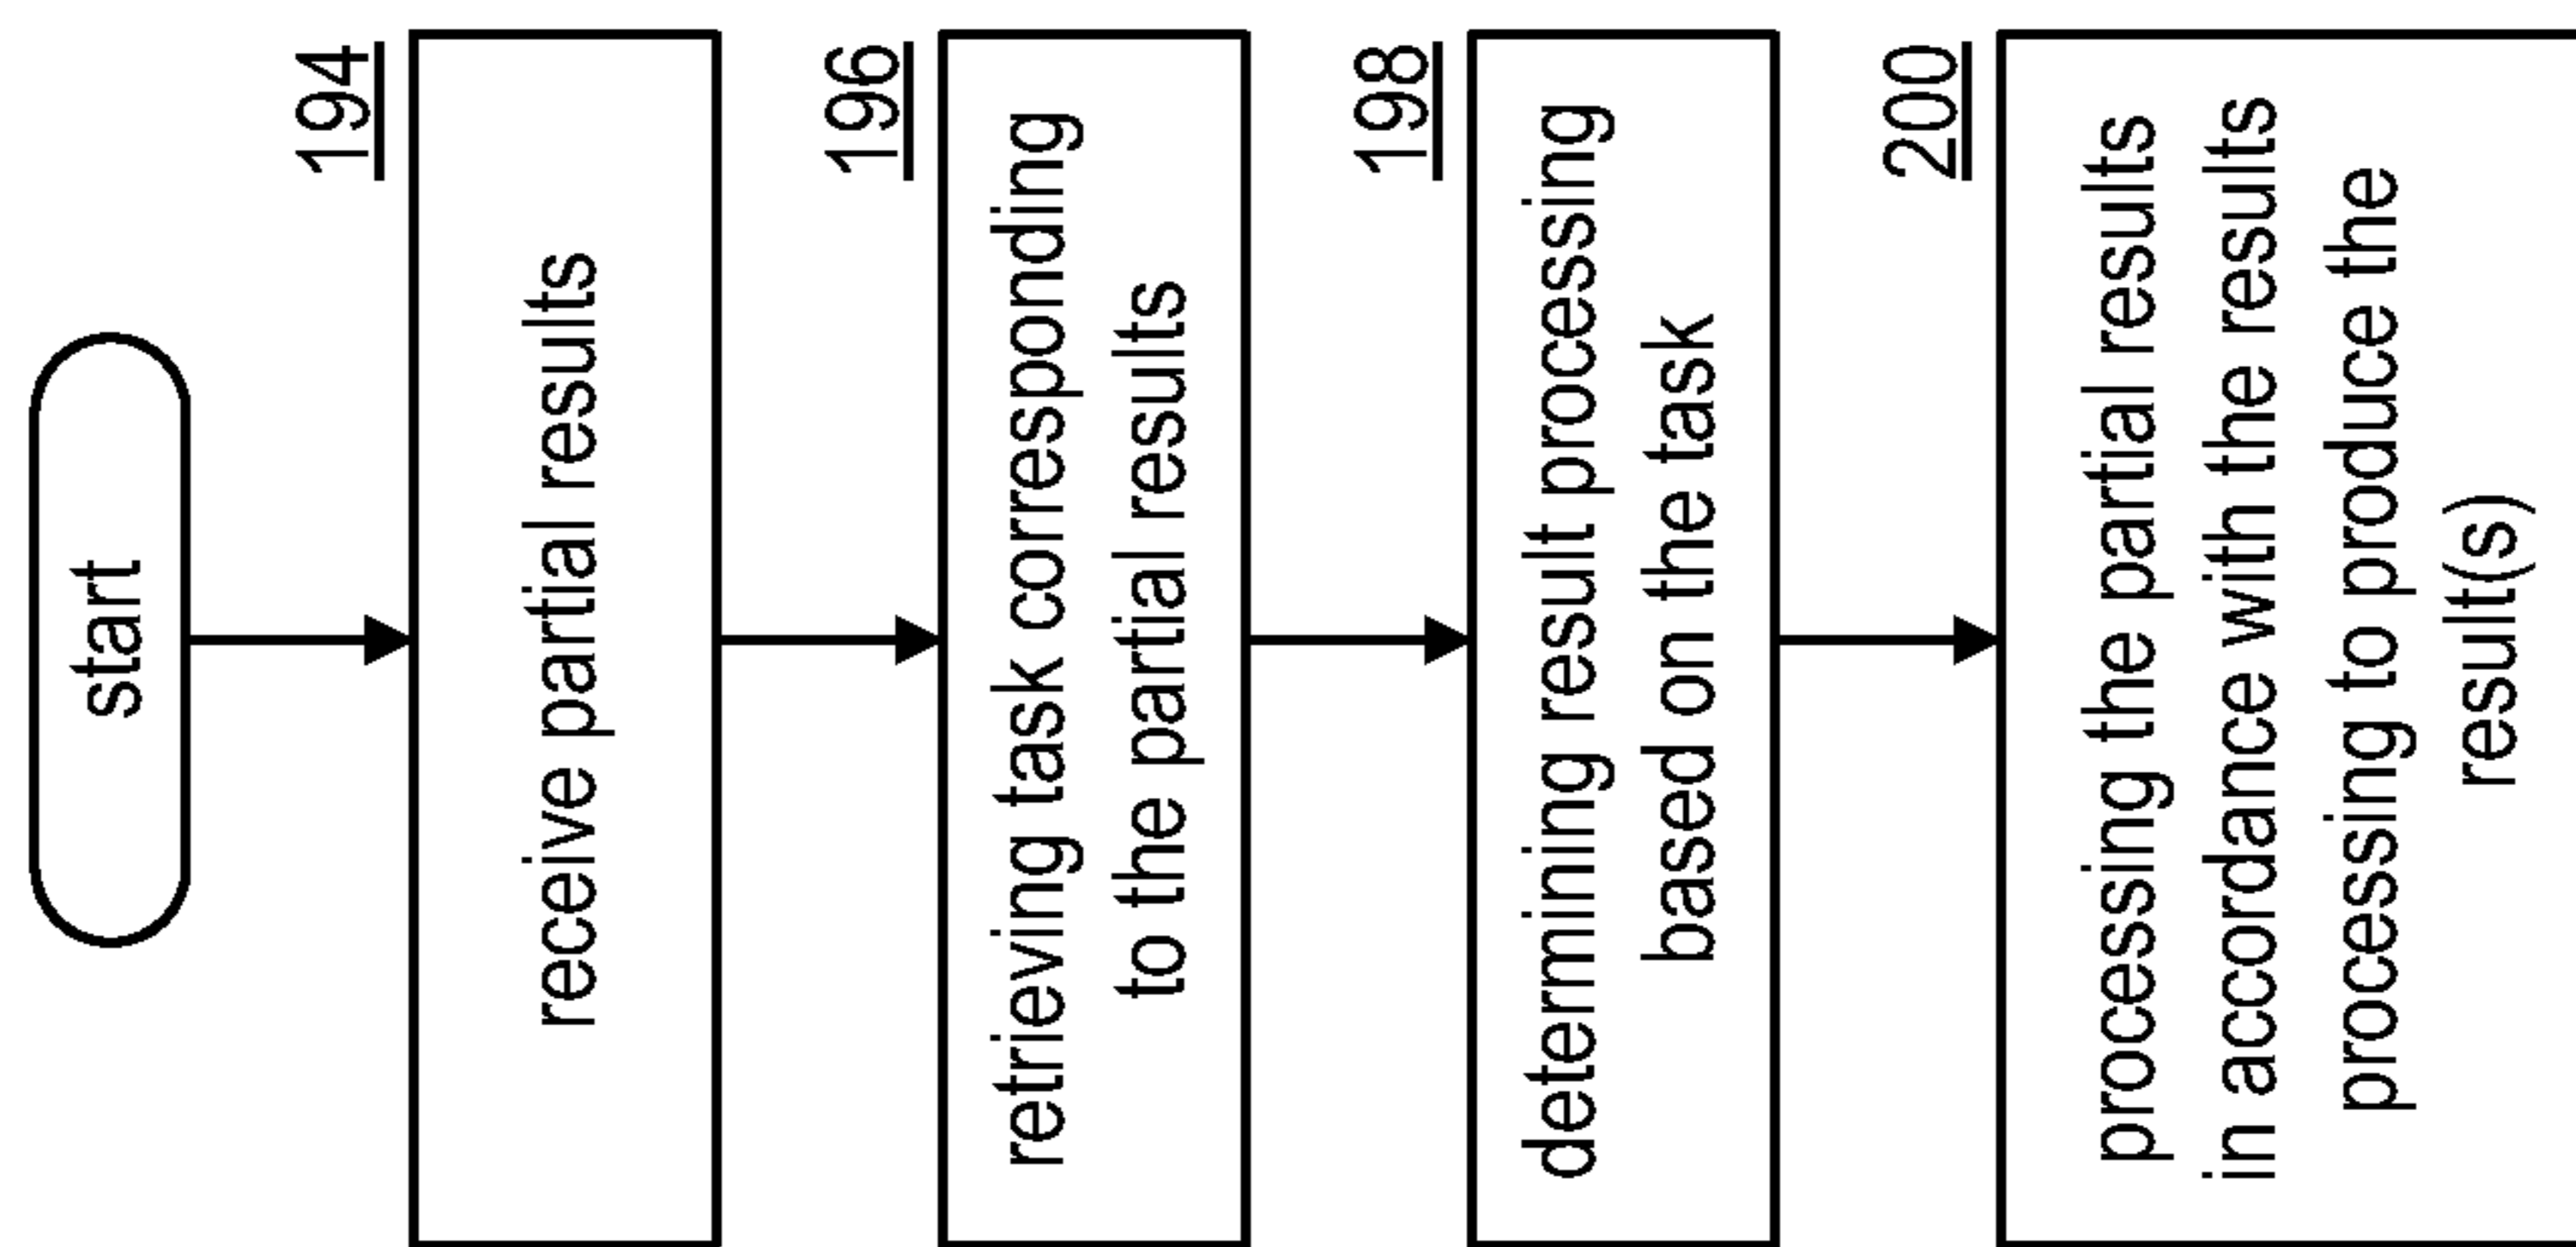 start
194
receive partial results
196
retrieving task corresponding
to the partial results
198
determining result processing
based on the task
200
processing the partial results
in accordance with the results
processing to produce the
result(s)